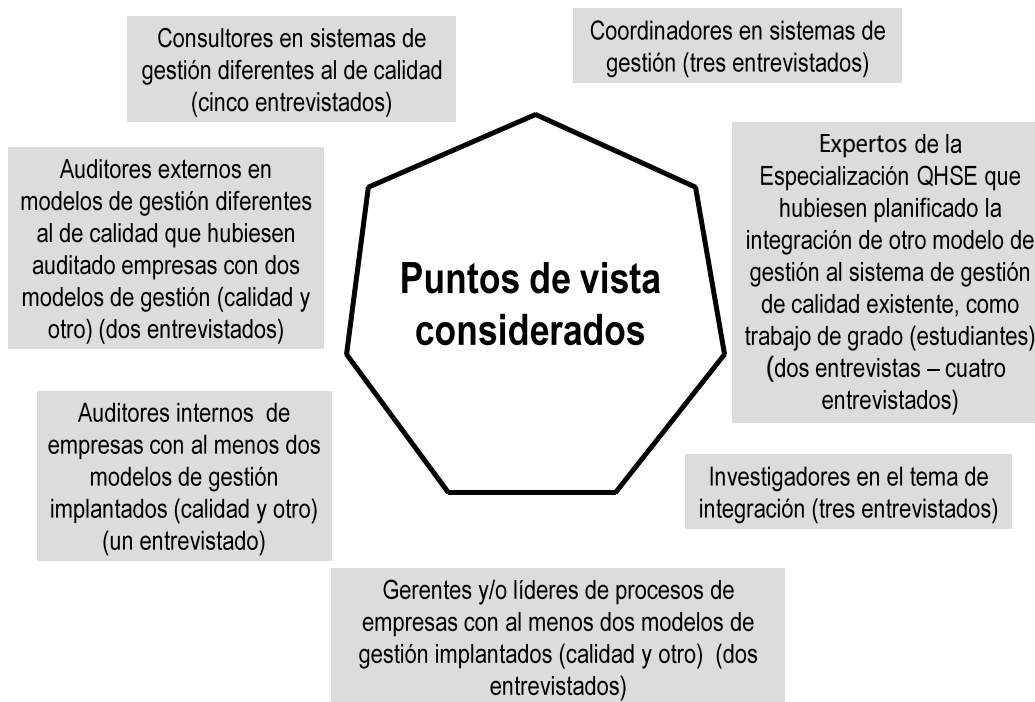 Consultores en sistemas de
gestión diferentes al de calidad
(cinco entrevistados)
Coordinadores en sistemas de
gestión (tres entrevistados)
Auditores externos en
modelos de gestión diferentes
al de calidad que hubiesen
auditado empresas con dos
modelos de gestión (calidad y
otro) (dos entrevistados)
Expertos de la
Especialización QHSE que
hubiesen planificado la
integración de otro modelo de
gestión al sistema de gestión
de calidad existente, como
trabajo de grado (estudiantes)
(dos entrevistas – cuatro
entrevistados)
Puntos de vista
considerados
Auditores internos de
empresas con al menos dos
modelos de gestión
implantados (calidad y otro)
(un entrevistado)
Investigadores en el tema de
integración (tres entrevistados)
Gerentes y/o líderes de procesos de
empresas con al menos dos modelos de
gestión implantados (calidad y otro) (dos
entrevistados)